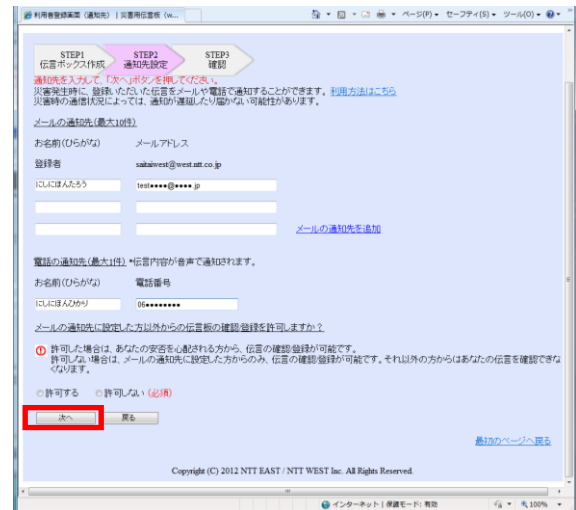 利用者登録画面 (通知先) | 災害用伝言板 (w...
ページ(P) セーフティ(S) ツール(O)
STEP1 STEP2 STEP3
伝言ボックス作成 通知先設定 確認
通知先を入力して、「次へ」ボタンを押してください。
災害発生時に、登録いただいた伝言をメールや電話で通知することができます。 利用方法はこちら
災害時の通信状況によっては、通知が遅延したり届かない可能性があります。
メールの通知先(最大10件)
お名前(ひらがな) メールアドレス
登録者 saitaiwest@west.ntt.co.jp
にしにほんたろう test●●●●@●●●●.jp
メールの通知先を追加
電話の通知先(最大1件) *伝言内容が音声で通知されます。
お名前(ひらがな) 電話番号
にしにほんひかり 06●●●●●●●●
メールの通知先に設定した方以外からの伝言板の確認/登録を許可しますか?
許可した場合は、あなたの安否を心配される方から、伝言の確認/登録が可能です。
許可しない場合は、メールの通知先に設定した方からのみ、伝言の確認/登録が可能です。それ以外の方からはあなたの伝言を確認できな
くなります。
許可する 許可しない (必須)
次へ 戻る
最初のページへ戻る
Copyright (C) 2012 NTT EAST / NTT WEST Inc. All Rights Reserved.
インターネット | 保護モード: 有効 100%